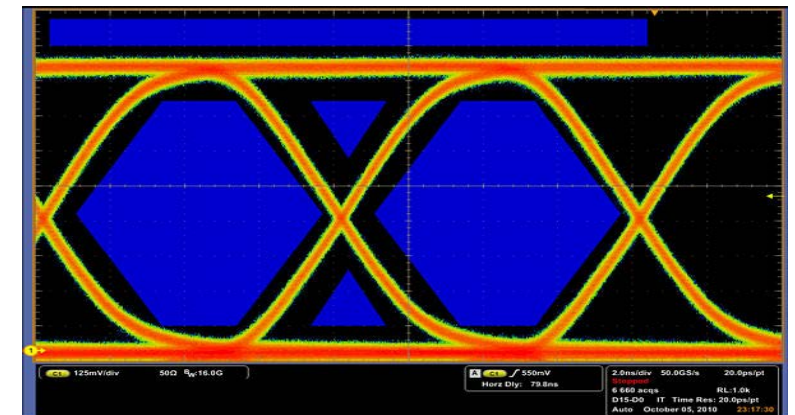 1
C1 125mV/div 50Ω BW:16.0G
A C1 ∫ 550mV
Horz Dly: 79.8ns
2.0ns/div 50.0GS/s 20.0ps/pt
Stopped
6 660 acqs RL:1.0k
D15-D0 IT Time Res: 20.0ps/pt
Auto October 05, 2010 23:17:30